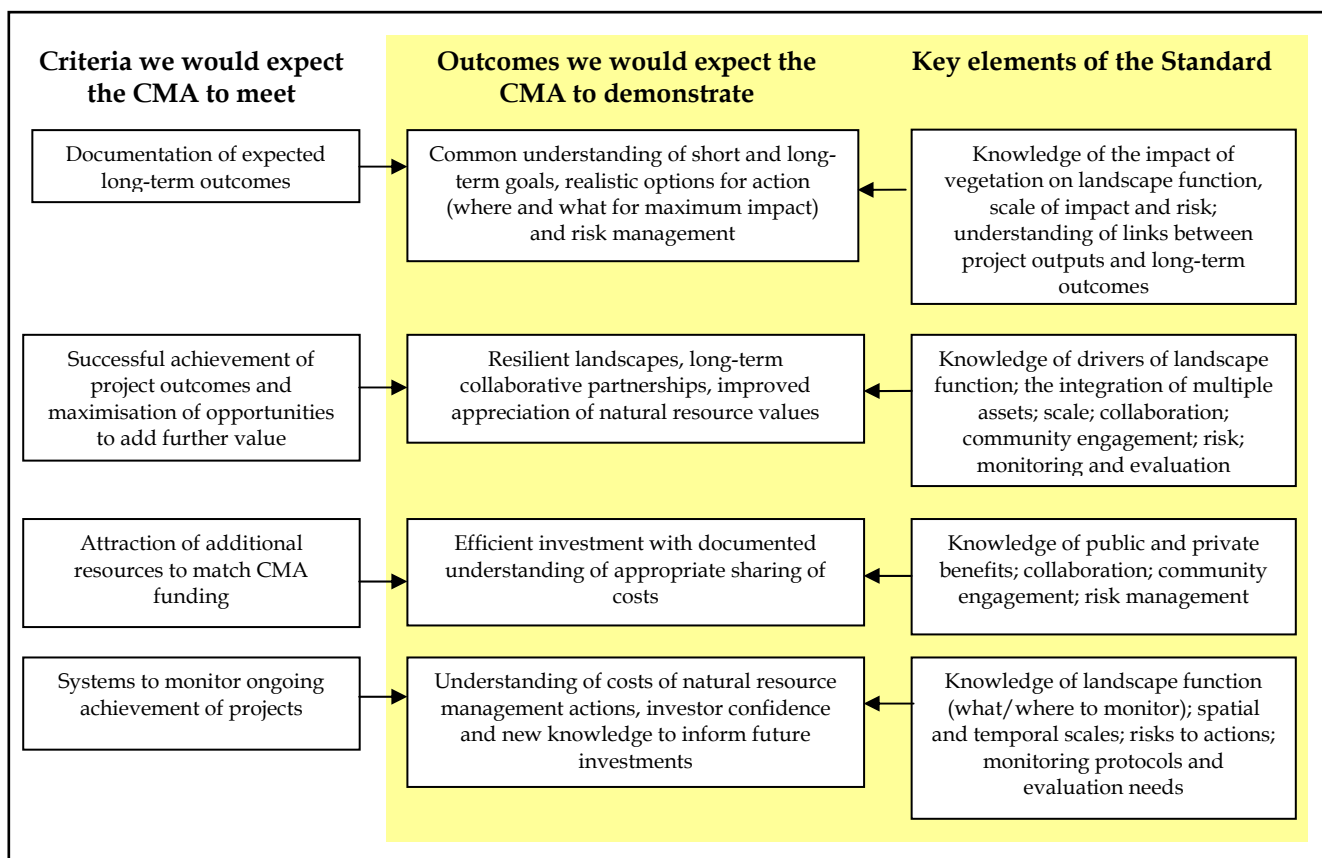 Criteria we would expect
the CMA to meet
Outcomes we would expect the
CMA to demonstrate
Key elements of the Standard
Documentation of expected
long-term outcomes
Common understanding of short and long-
term goals, realistic options for action
(where and what for maximum impact)
and risk management
Knowledge of the impact of
vegetation on landscape function,
scale of impact and risk;
understanding of links between
project outputs and long-term
outcomes
Successful achievement of
project outcomes and
maximisation of opportunities
to add further value
Resilient landscapes, long-term
collaborative partnerships, improved
appreciation of natural resource values
Knowledge of drivers of landscape
function; the integration of multiple
assets; scale; collaboration;
community engagement; risk;
monitoring and evaluation
Attraction of additional
resources to match CMA
funding
Efficient investment with documented
understanding of appropriate sharing of
costs
Knowledge of public and private
benefits; collaboration; community
engagement; risk management
Systems to monitor ongoing
achievement of projects
Understanding of costs of natural resource
management actions, investor confidence
and new knowledge to inform future
investments
Knowledge of landscape function
(what/where to monitor); spatial
and temporal scales; risks to actions;
monitoring protocols and
evaluation needs